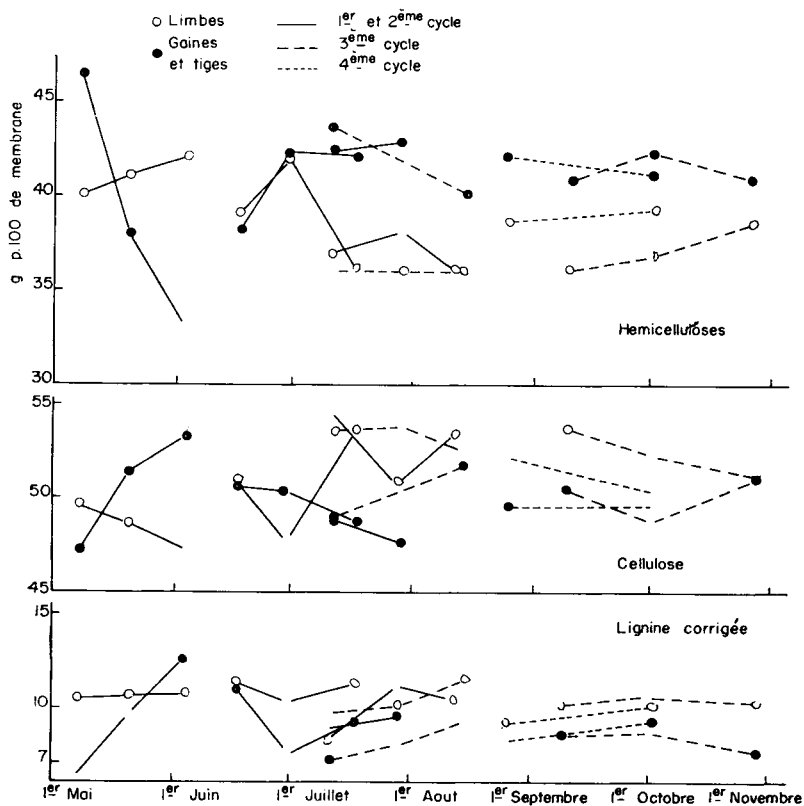 Limbes
1er et 2ème cycle
Gaines
et tiges
3ème cycle
4ème cycle
g p.100 de membrane
45
40
35
30
Hemicelluloses
55
50
45
Cellulose
15
10
7
Lignine corrigée
1er Mai
1er Juin
1er Juillet
1er Aout
1er Septembre
1er Octobre
1er Novembre